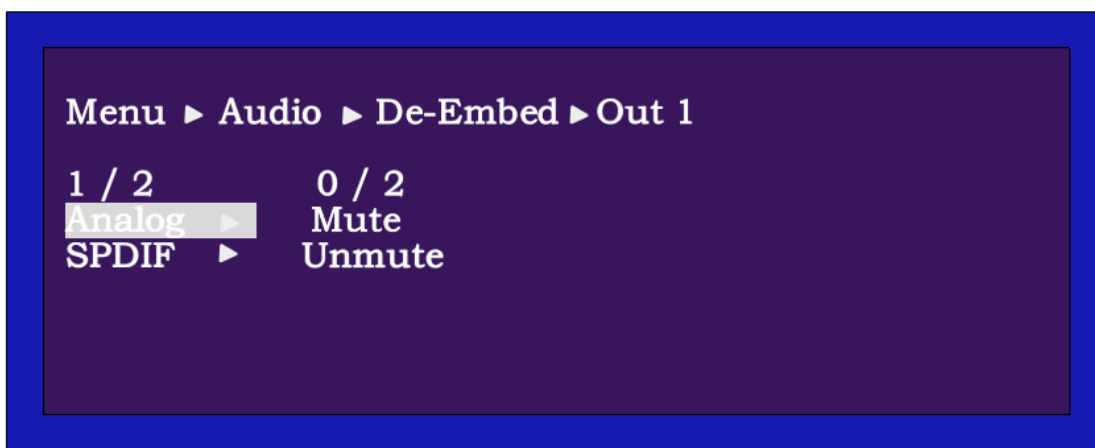 Menu ▶ Audio ▶ De-Embed ▶ Out 1
1 / 2 0 / 2
Analog ▶ Mute
SPDIF ▶ Unmute